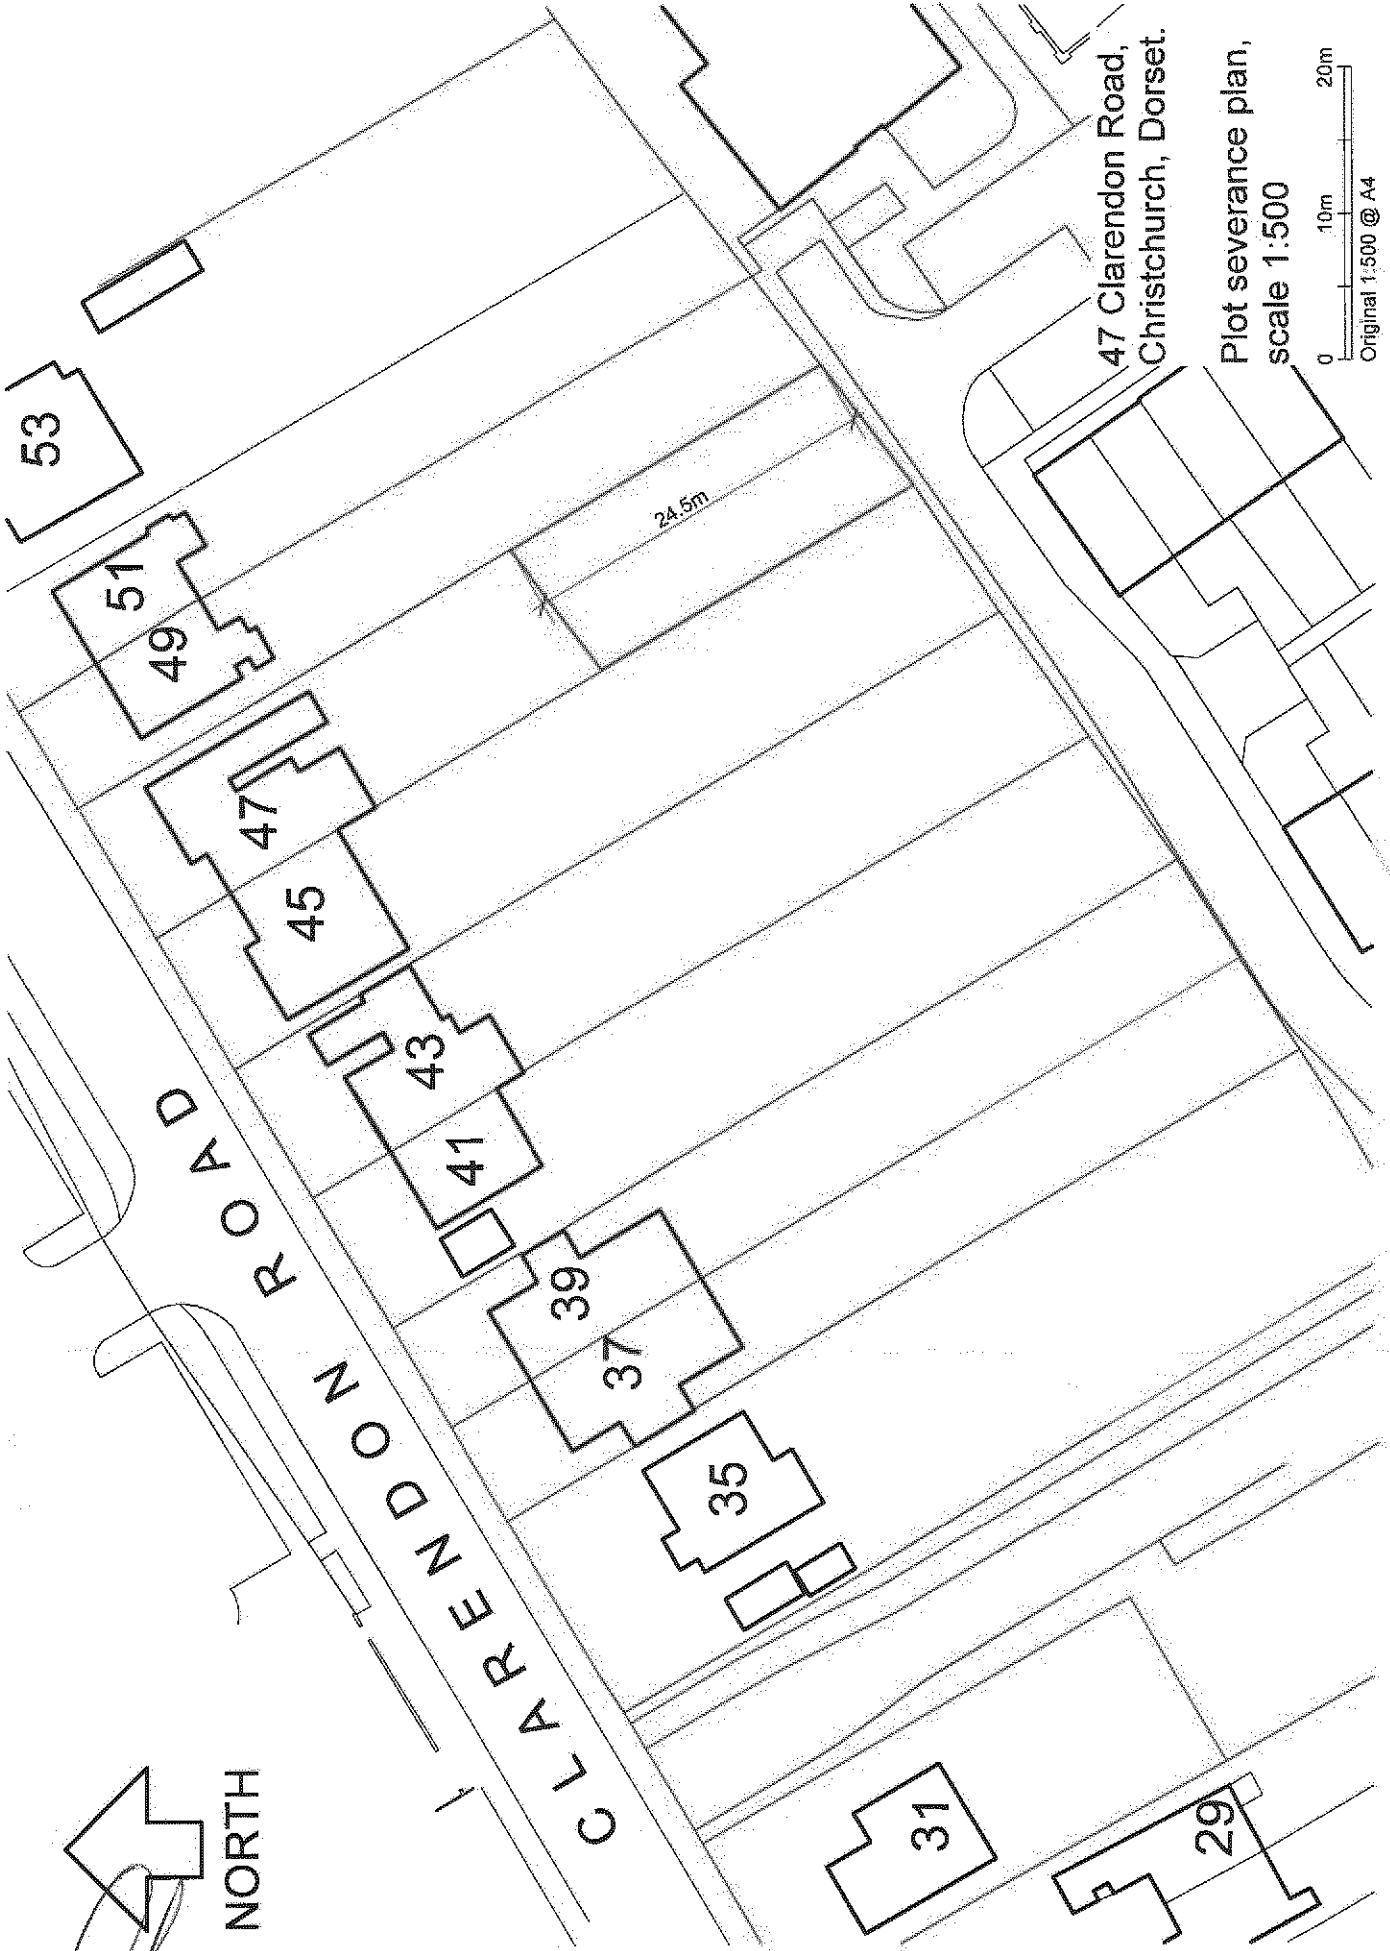 NORTH
CLARENDON ROAD
53
51
49
47
45
43
41
39
37
35
31
29
24.5m
47 Clarendon Road,
Christchurch, Dorset.
Plot severance plan,
scale 1:500
0 10m 20m
Original 1:500 @ A4